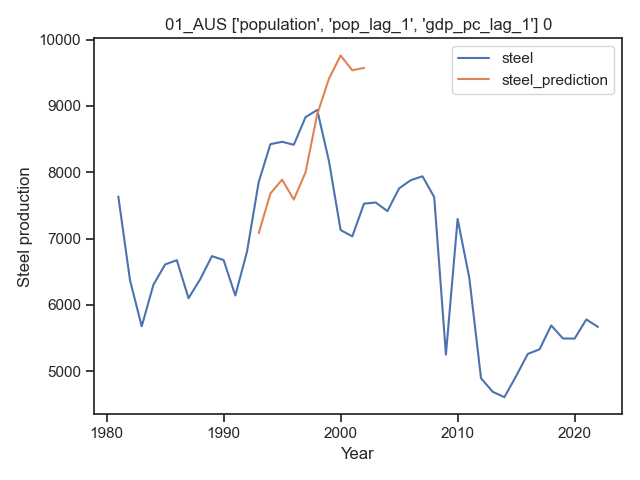 01_AUS ['population', 'pop_lag_1', 'gdp_pc_lag_1'] 0
steel
steel_prediction
Steel production
10000
9000
8000
7000
6000
5000
1980
1990
2000
2010
2020
Year